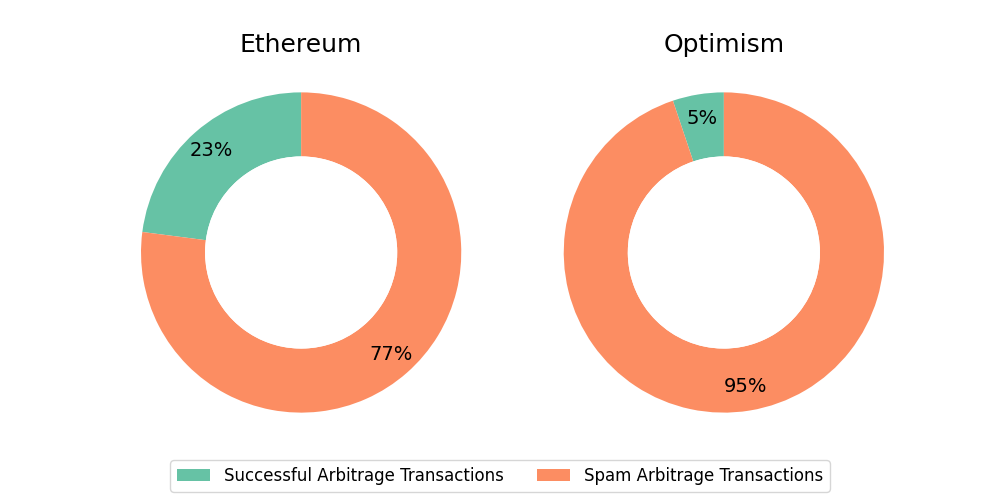 Ethereum
Optimism
23%
77%
5%
95%
Successful Arbitrage Transactions
Spam Arbitrage Transactions